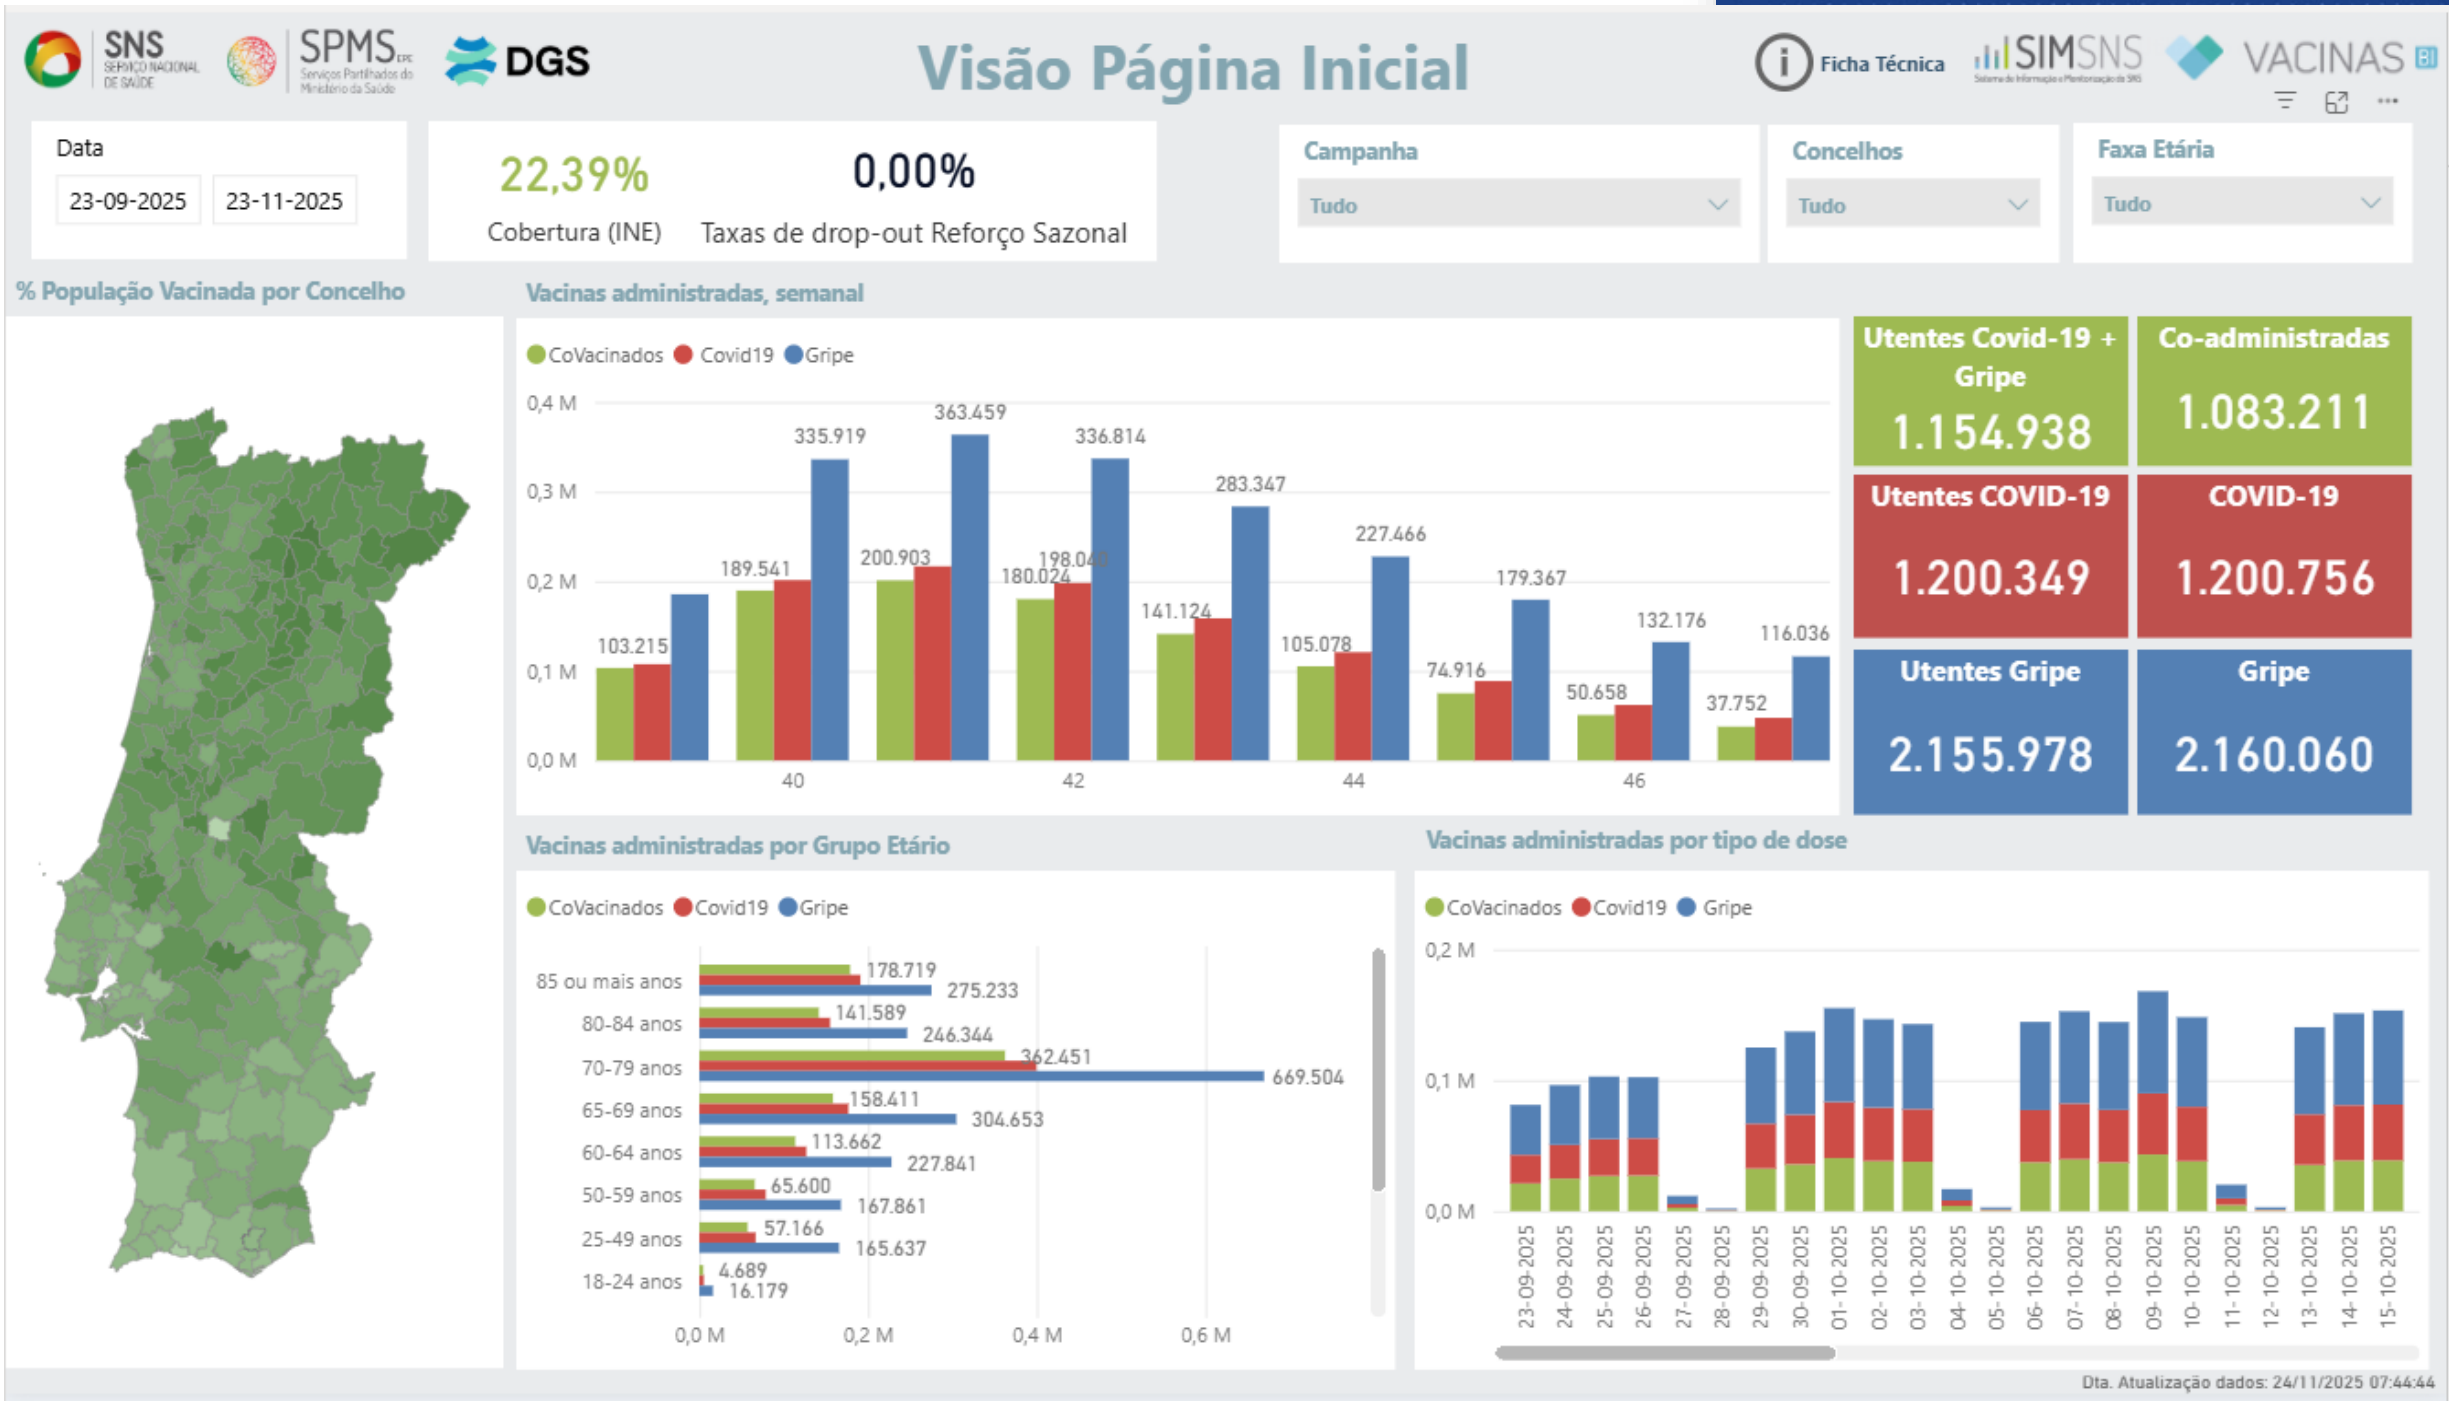 SNS
SERVIÇO NACIONAL
DE SAÚDE
SPMS EPE
Serviços Partilhados do
Ministério da Saúde
DGS
Visão Página Inicial
i
Ficha Técnica
SIMSNS
Sistema de Informação e Monitorização do SNS
VACINAS BI
Data
23-09-2025
23-11-2025
22,39%
Cobertura (INE)
0,00%
Taxas de drop-out Reforço Sazonal
Campanha
Tudo
Concelhos
Tudo
Faxa Etária
Tudo
% População Vacinada por Concelho
Vacinas administradas, semanal
CoVacinados Covid19 Gripe
0,4 M
0,3 M
0,2 M
0,1 M
0,0 M
103.215
189.541
335.919
200.903
363.459
180.024
336.814
141.124
283.347
105.078
227.466
74.916
179.367
50.658
132.176
37.752
116.036
40
42
44
46
Utentes Covid-19 +
Gripe
1.154.938
Co-administradas
1.083.211
Utentes COVID-19
1.200.349
COVID-19
1.200.756
Utentes Gripe
2.155.978
Gripe
2.160.060
Vacinas administradas por Grupo Etário
CoVacinados Covid19 Gripe
85 ou mais anos
178.719
275.233
80-84 anos
141.589
246.344
70-79 anos
362.451
669.504
65-69 anos
158.411
304.653
60-64 anos
113.662
227.841
50-59 anos
65.600
167.861
25-49 anos
57.166
165.637
18-24 anos
4.689
16.179
0,0 M
0,2 M
0,4 M
0,6 M
Vacinas administradas por tipo de dose
CoVacinados Covid19 Gripe
0,2 M
0,1 M
0,0 M
23-09-2025
24-09-2025
25-09-2025
26-09-2025
27-09-2025
28-09-2025
29-09-2025
30-09-2025
01-10-2025
02-10-2025
03-10-2025
04-10-2025
05-10-2025
06-10-2025
07-10-2025
08-10-2025
09-10-2025
10-10-2025
11-10-2025
12-10-2025
13-10-2025
14-10-2025
15-10-2025
Dta. Atualização dados: 24/11/2025 07:44:44